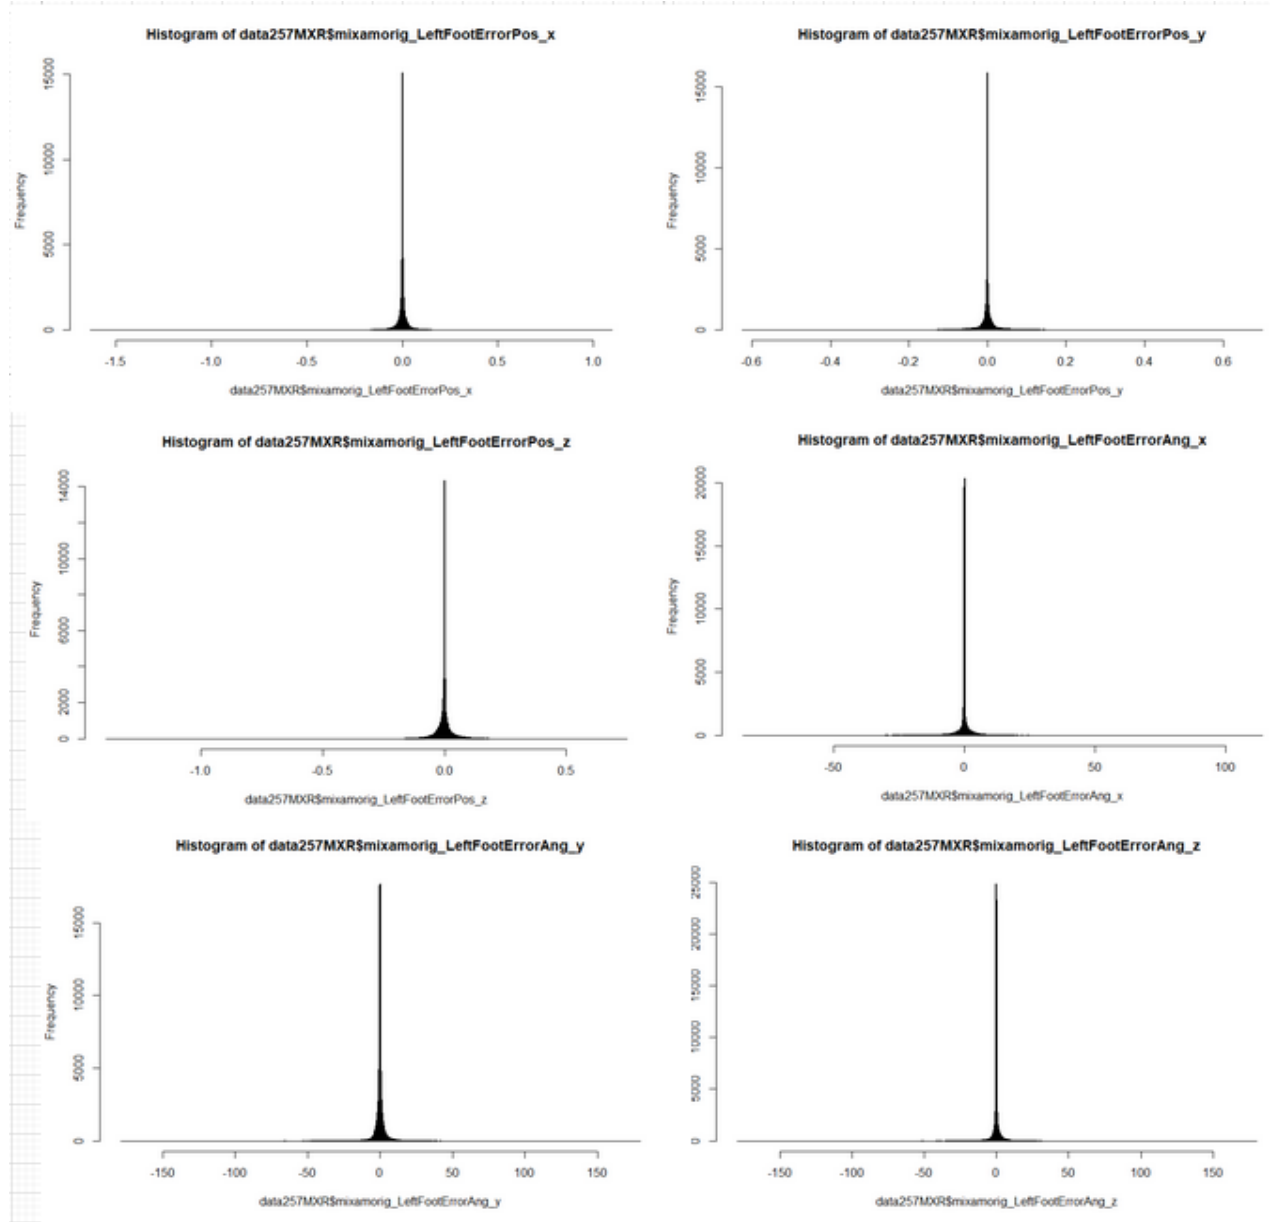 Histogram of data257MXR$mixamorig_LeftFootErrorPos_x
Frequency
0 5000 10000 15000
-1.5 -1.0 -0.5 0.0 0.5 1.0
data257MXR$mixamorig_LeftFootErrorPos_x
Histogram of data257MXR$mixamorig_LeftFootErrorPos_y
Frequency
0 5000 10000 15000
-0.6 -0.4 -0.2 0.0 0.2 0.4 0.6
data257MXR$mixamorig_LeftFootErrorPos_y
Histogram of data257MXR$mixamorig_LeftFootErrorPos_z
Frequency
0 2000 6000 10000 14000
-1.0 -0.5 0.0 0.5
data257MXR$mixamorig_LeftFootErrorPos_z
Histogram of data257MXR$mixamorig_LeftFootErrorAng_x
Frequency
0 5000 10000 15000 20000
-50 0 50 100
data257MXR$mixamorig_LeftFootErrorAng_x
Histogram of data257MXR$mixamorig_LeftFootErrorAng_y
Frequency
0 5000 10000 15000
-150 -100 -50 0 50 100 150
data257MXR$mixamorig_LeftFootErrorAng_y
Histogram of data257MXR$mixamorig_LeftFootErrorAng_z
0 5000 10000 15000 20000 25000
-150 -100 -50 0 50 100 150
data257MXR$mixamorig_LeftFootErrorAng_z